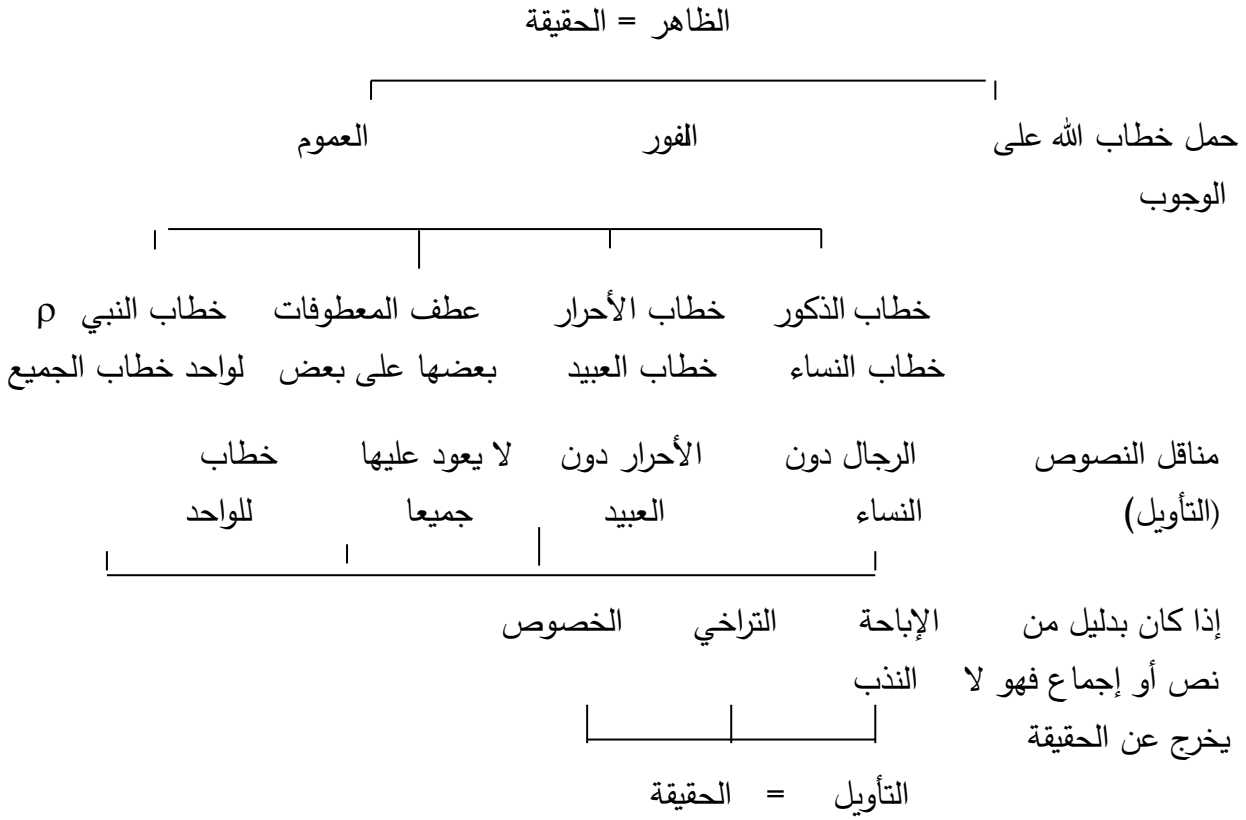 الظاهر = الحقيقة
حمل خطاب الله على الفور العموم
الوجوب
خطاب الذكور خطاب الأحرار عطف المعطوفات خطاب النبي ρ
خطاب النساء خطاب العبيد بعضها على بعض لواحد خطاب الجميع
مناقل النصوص الرجال دون الأحرار دون لا يعود عليها خطاب
(التأويل) النساء العبيد جميعا للواحد
إذا كان بدليل من الإباحة التراخي الخصوص
نص أو إجماع فهو لا النذب
يخرج عن الحقيقة
التأويل = الحقيقة